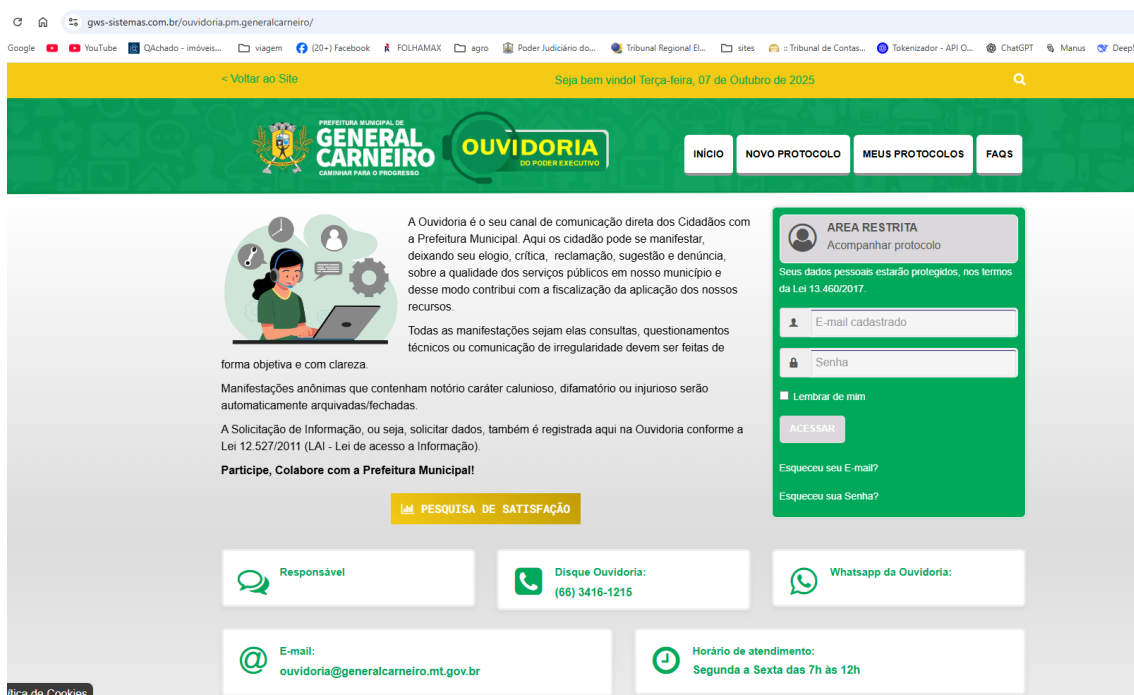 gws-sistemas.com.br/ouvidoria.pm.generalcarneiro/
Google YouTube QAchado - imóveis... viagem (20+) Facebook FOLHAMAX agro Poder Judiciário do... Tribunal Regional El... sites :: Tribunal de Contas... Tokenizador - API O... ChatGPT Manus Deep
< Voltar ao Site
Seja bem vindo! Terça-feira, 07 de Outubro de 2025
PREFEITURA MUNICIPAL DE
GENERAL
CARNEIRO
CAMINHAR PARA O PROGRESSO
OUVIDORIA
DO PODER EXECUTIVO
INÍCIO NOVO PROTOCOLO MEUS PROTOCOLOS FAQS
A Ouvidoria é o seu canal de comunicação direta dos Cidadãos com
a Prefeitura Municipal. Aqui os cidadão pode se manifestar,
deixando seu elogio, crítica, reclamação, sugestão e denúncia,
sobre a qualidade dos serviços públicos em nosso município e
desse modo contribui com a fiscalização da aplicação dos nossos
recursos.
Todas as manifestações sejam elas consultas, questionamentos
técnicos ou comunicação de irregularidade devem ser feitas de
forma objetiva e com clareza.
Manifestações anônimas que contenham notório caráter calunioso, difamatório ou injurioso serão
automaticamente arquivadas/fechadas.
A Solicitação de Informação, ou seja, solicitar dados, também é registrada aqui na Ouvidoria conforme a
Lei 12.527/2011 (LAI - Lei de acesso a Informação).
Participe, Colabore com a Prefeitura Municipal!
PESQUISA DE SATISFAÇÃO
AREA RESTRITA
Acompanhar protocolo
Seus dados pessoais estarão protegidos, nos termos
da Lei 13.460/2017.
E-mail cadastrado
Senha
Lembrar de mim
ACESSAR
Esqueceu seu E-mail?
Esqueceu sua Senha?
Responsável
Disque Ouvidoria:
(66) 3416-1215
Whatsapp da Ouvidoria:
E-mail:
ouvidoria@generalcarneiro.mt.gov.br
Horário de atendimento:
Segunda a Sexta das 7h às 12h
ítica de Cookies